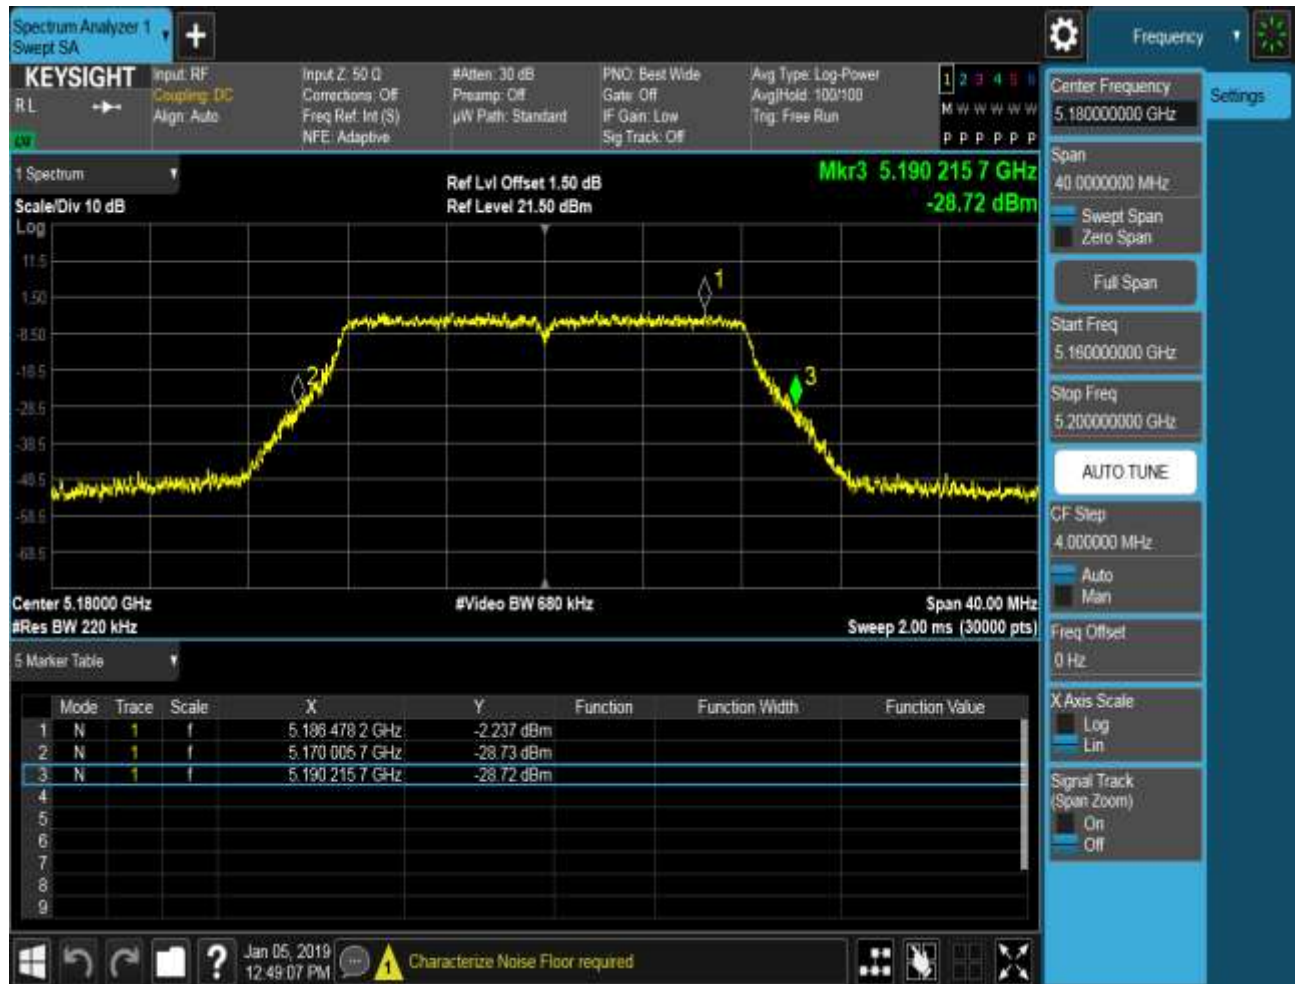 Spectrum Analyzer 1
Swept SA
Frequency
KEYSIGHT
R L
Input: RF
Coupling: DC
Align: Auto
Input Z: 50 Ω
Corrections: Off
Freq Ref: Int (S)
NFE: Adaptive
#Atten: 30 dB
Preamp: Off
µW Path: Standard
PNO: Best Wide
Gate: Off
IF Gain: Low
Sig Track: Off
Avg Type: Log-Power
Avg|Hold: 100/100
Trig: Free Run
1 2 3 4 5 6
M W W W W W
P P P P P P
1 Spectrum
Scale/Div 10 dB
Ref Lvl Offset 1.50 dB
Ref Level 21.50 dBm
Mkr3 5.190 215 7 GHz
-28.72 dBm
Log
11.5
1.50
-8.50
-18.5
-28.5
-38.5
-48.5
-58.5
-68.5
1
2
3
Center 5.18000 GHz
#Res BW 220 kHz
#Video BW 680 kHz
Span 40.00 MHz
Sweep 2.00 ms (30000 pts)
5 Marker Table
Mode Trace Scale X Y Function Function Width Function Value
1 N 1 f 5.186 478 2 GHz -2.237 dBm
2 N 1 f 5.170 005 7 GHz -28.73 dBm
3 N 1 f 5.190 215 7 GHz -28.72 dBm
4
5
6
7
8
9
Jan 05, 2019
12:49:07 PM
Characterize Noise Floor required
Settings
Center Frequency
5.180000000 GHz
Span
40.0000000 MHz
Swept Span
Zero Span
Full Span
Start Freq
5.160000000 GHz
Stop Freq
5.200000000 GHz
AUTO TUNE
CF Step
4.000000 MHz
Auto
Man
Freq Offset
0 Hz
X Axis Scale
Log
Lin
Signal Track
(Span Zoom)
On
Off